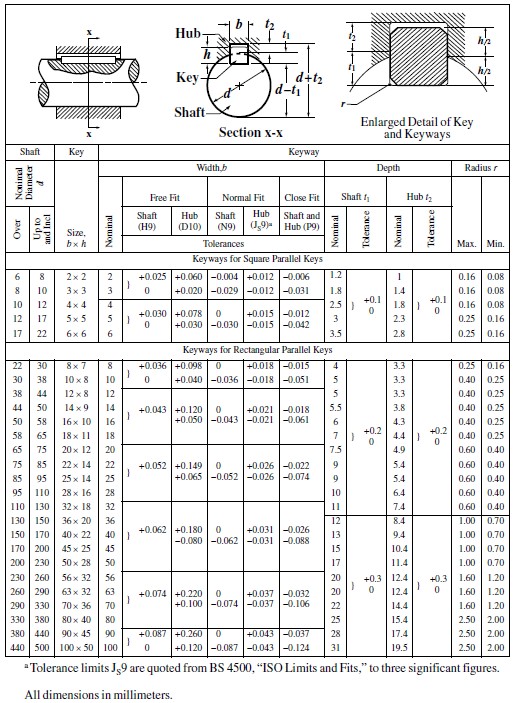 x
x
Hub
b t₂
t₁
h
Key
d
d–t₁
d+t₂
Shaft
Section x-x
t₂
h/2
t₁
h/2
r
Enlarged Detail of Key
and Keyways
Shaft Key Keyway
Nominal Diameter d
Width,b Depth Radius r
Free Fit Normal Fit Close Fit Shaft t₁ Hub t₂
Over Up to and Incl Size, b × h Nominal
Shaft (H9) Hub (D10) Shaft (N9) Hub (Jₛ9)ᵃ Shaft and Hub (P9)
Tolerances
Nominal Tolerance Nominal Tolerance Max. Min.
Keyways for Square Parallel Keys
6 8 2 × 2 2 +0.025 +0.060 –0.004 +0.012 –0.006 1.2 1 0.16 0.08
8 10 3 × 3 3 } 0 +0.020 –0.029 –0.012 –0.031 1.8 1.4 0.16 0.08
10 12 4 × 4 4 2.5 } +0.1 1.8 } +0.1 0.16 0.08
12 17 5 × 5 5 } +0.030 +0.078 0 +0.015 –0.012 3 0 2.3 0 0.25 0.16
17 22 6 × 6 6 0 +0.030 –0.030 –0.015 –0.042 3.5 2.8 0.25 0.16
Keyways for Rectangular Parallel Keys
22 30 8 × 7 8 +0.036 +0.098 0 +0.018 –0.015 4 3.3 0.25 0.16
30 38 10 × 8 10 } 0 +0.040 –0.036 –0.018 –0.051 5 3.3 0.40 0.25
38 44 12 × 8 12 5 3.3 0.40 0.25
44 50 14 × 9 14 } +0.043 +0.120 0 +0.021 –0.018 5.5 3.8 0.40 0.25
50 58 16 × 10 16 +0.050 –0.043 –0.021 –0.061 6 4.3 0.40 0.25
58 65 18 × 11 18 7 } +0.2 4.4 } +0.2 0.40 0.25
65 75 20 × 12 20 7.5 0 4.9 0 0.60 0.40
75 85 22 × 14 22 } +0.052 +0.149 0 +0.026 –0.022 9 5.4 0.60 0.40
85 95 25 × 14 25 +0.065 –0.052 –0.026 –0.074 9 5.4 0.60 0.40
95 110 28 × 16 28 10 6.4 0.60 0.40
110 130 32 × 18 32 11 7.4 0.60 0.40
130 150 36 × 20 36 12 8.4 1.00 0.70
150 170 40 × 22 40 } +0.062 +0.180 0 +0.031 –0.026 13 9.4 1.00 0.70
170 200 45 × 25 45 –0.080 –0.062 –0.031 –0.088 15 10.4 1.00 0.70
200 230 50 × 28 50 17 11.4 1.00 0.70
230 260 56 × 32 56 20 +0.3 12.4 +0.3 1.60 1.20
260 290 63 × 32 63 } +0.074 +0.220 0 +0.037 –0.032 20 } 0 12.4 } 0 1.60 1.20
290 330 70 × 36 70 +0.100 –0.074 –0.037 –0.106 22 14.4 1.60 1.20
330 380 80 × 40 80 25 15.4 2.50 2.00
380 440 90 × 45 90 +0.087 +0.260 0 +0.043 –0.037 28 17.4 2.50 2.00
440 500 100 × 50 100 } 0 +0.120 –0.087 –0.043 –0.124 31 19.5 2.50 2.00
ᵃ Tolerance limits Jₛ9 are quoted from BS 4500, “ISO Limits and Fits,” to three significant figures.
All dimensions in millimeters.